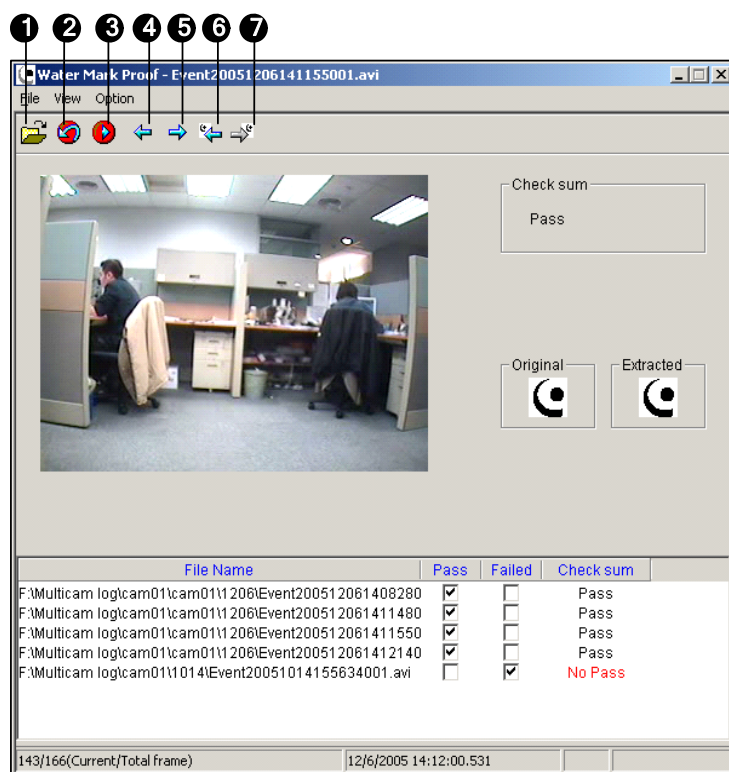 1 2 3 4 5 6 7
Water Mark Proof - Event20051206141155001.avi
File View Option
Check sum
Pass
Original Extracted
File Name Pass Failed Check sum
F:\Multicam log\cam01\cam01\1206\Event200512061408280 Pass
F:\Multicam log\cam01\cam01\1206\Event200512061411480 Pass
F:\Multicam log\cam01\cam01\1206\Event200512061411550 Pass
F:\Multicam log\cam01\cam01\1206\Event200512061412140 Pass
F:\Multicam log\cam01\1014\Event20051014155634001.avi No Pass
143/166(Current/Total frame) 12/6/2005 14:12:00.531